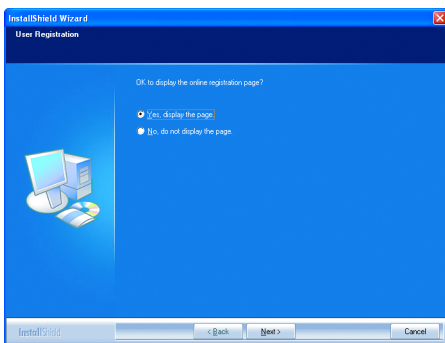 InstallShield Wizard
User Registration
OK to display the online registration page?
Yes, display the page.
No, do not display the page.
InstallShield
< Back
Next >
Cancel